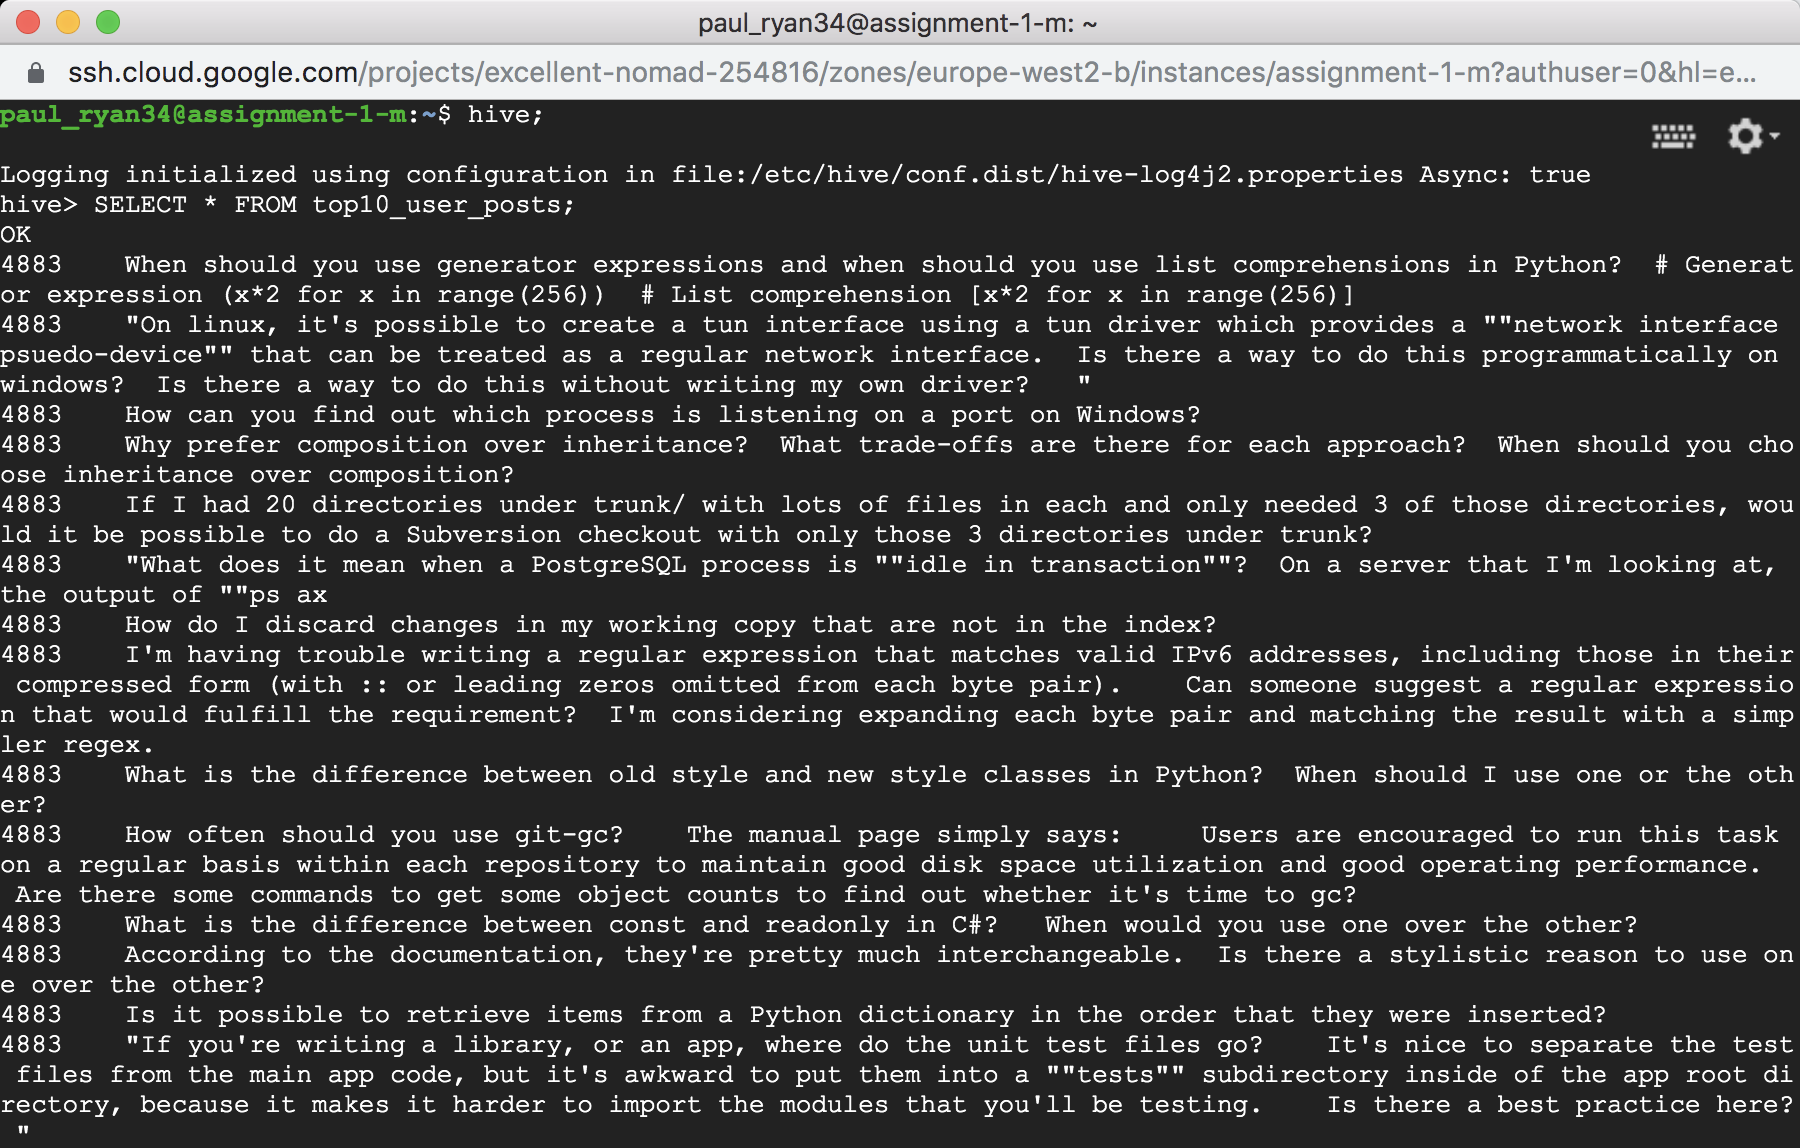 paul_ryan34@assignment-1-m: ~
ssh.cloud.google.com/projects/excellent-nomad-254816/zones/europe-west2-b/instances/assignment-1-m?authuser=0&hl=e...
paul_ryan34@assignment-1-m:~$ hive;
Logging initialized using configuration in file:/etc/hive/conf.dist/hive-log4j2.properties Async: true
hive> SELECT * FROM top10_user_posts;
OK
4883    When should you use generator expressions and when should you use list comprehensions in Python?  # Generat
or expression (x*2 for x in range(256))  # List comprehension [x*2 for x in range(256)]
4883    "On linux, it's possible to create a tun interface using a tun driver which provides a ""network interface
psuedo-device"" that can be treated as a regular network interface.  Is there a way to do this programmatically on
windows?  Is there a way to do this without writing my own driver?   "
4883    How can you find out which process is listening on a port on Windows?
4883    Why prefer composition over inheritance?  What trade-offs are there for each approach?  When should you cho
ose inheritance over composition?
4883    If I had 20 directories under trunk/ with lots of files in each and only needed 3 of those directories, wou
ld it be possible to do a Subversion checkout with only those 3 directories under trunk?
4883    "What does it mean when a PostgreSQL process is ""idle in transaction""?  On a server that I'm looking at,
the output of ""ps ax
4883    How do I discard changes in my working copy that are not in the index?
4883    I'm having trouble writing a regular expression that matches valid IPv6 addresses, including those in their
 compressed form (with :: or leading zeros omitted from each byte pair).    Can someone suggest a regular expressio
n that would fulfill the requirement?  I'm considering expanding each byte pair and matching the result with a simp
ler regex.
4883    What is the difference between old style and new style classes in Python?  When should I use one or the oth
er?
4883    How often should you use git-gc?    The manual page simply says:     Users are encouraged to run this task
on a regular basis within each repository to maintain good disk space utilization and good operating performance.
 Are there some commands to get some object counts to find out whether it's time to gc?
4883    What is the difference between const and readonly in C#?   When would you use one over the other?
4883    According to the documentation, they're pretty much interchangeable.  Is there a stylistic reason to use on
e over the other?
4883    Is it possible to retrieve items from a Python dictionary in the order that they were inserted?
4883    "If you're writing a library, or an app, where do the unit test files go?    It's nice to separate the test
 files from the main app code, but it's awkward to put them into a ""tests"" subdirectory inside of the app root di
rectory, because it makes it harder to import the modules that you'll be testing.    Is there a best practice here?
 "